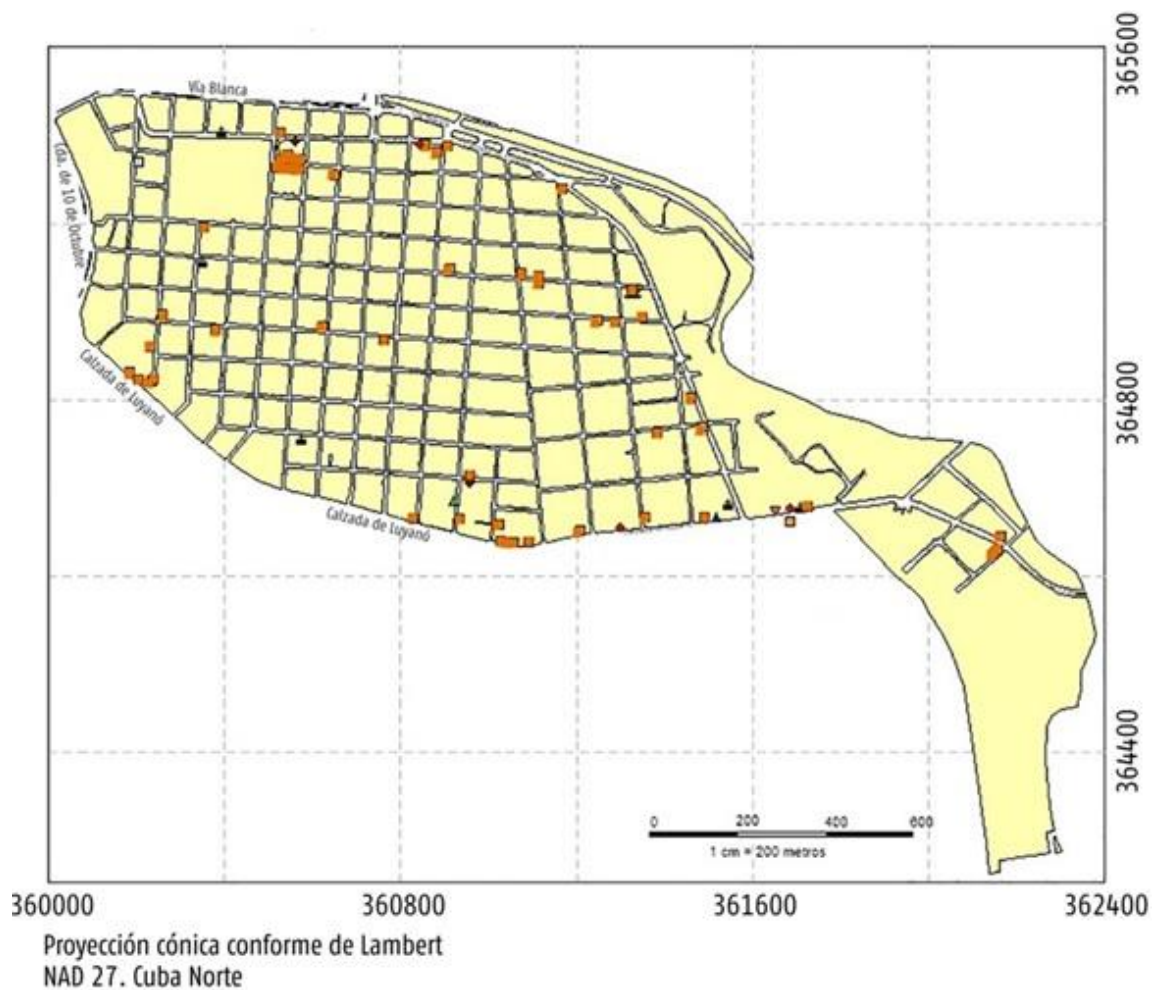 365600
Vía Blanca
Cda. de 10 de Octubre
364800
Calzada de Luyanó
Calzada de Luyanó
364400
0 200 400 600
1 cm = 200 metros
360000 360800 361600 362400
Proyección cónica conforme de Lambert
NAD 27. Cuba Norte